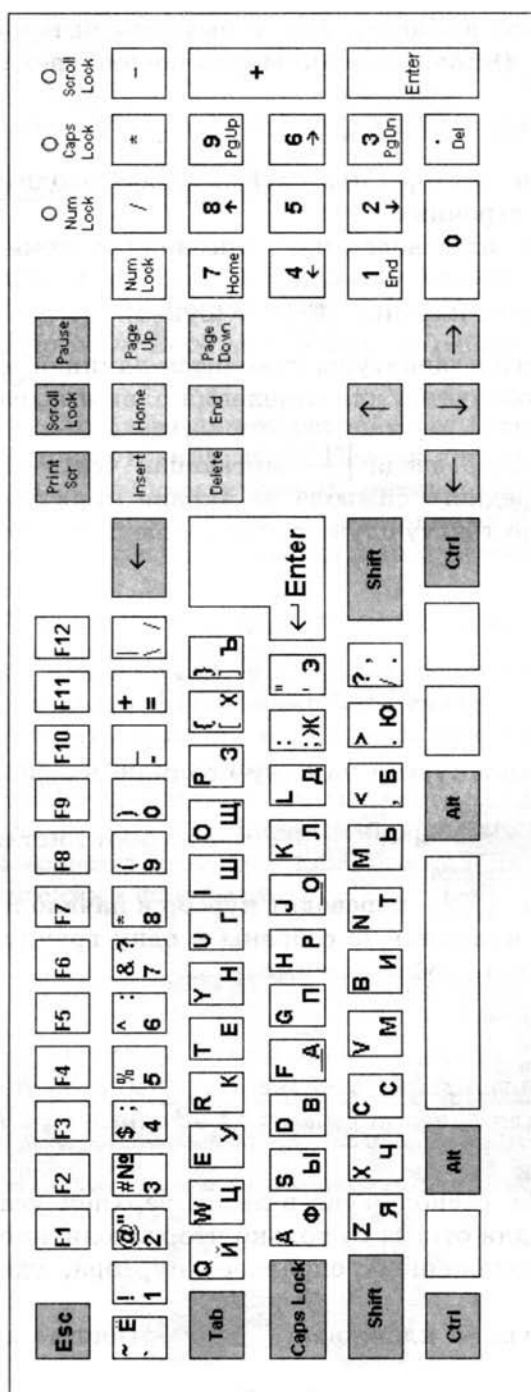 Esc F1 F2 F3 F4 F5 F6 F7 F8 F9 F10 F11 F12 Print Scr Scroll Lock Pause Num Lock Caps Lock Scroll Lock
~ ` Ё ! 1 @ " 2 # № 3 $ ; 4 % 5 ^ : 6 & ? 7 * 8 ( 9 ) 0 _ - + = | \ / ← Insert Home Page Up Num Lock / * -
Tab Q Й W Ц E У R К T Е Y Н U Г I Ш O Щ P З { [ Х } ] Ъ Delete End Page Down 7 Home 8 ↑ 9 PgUp +
Caps Lock A Ф S Ы D В F А G П H Р J О K Л L Д : ; Ж " ' Э ↵ Enter 4 ← 5 6 →
Shift Z Я X Ч C С V М B И N Т M Ь < , Б > . Ю ? / , . Shift ↑ 1 End 2 ↓ 3 PgDn Enter
Ctrl Alt Alt Ctrl ← ↓ → 0 . Del